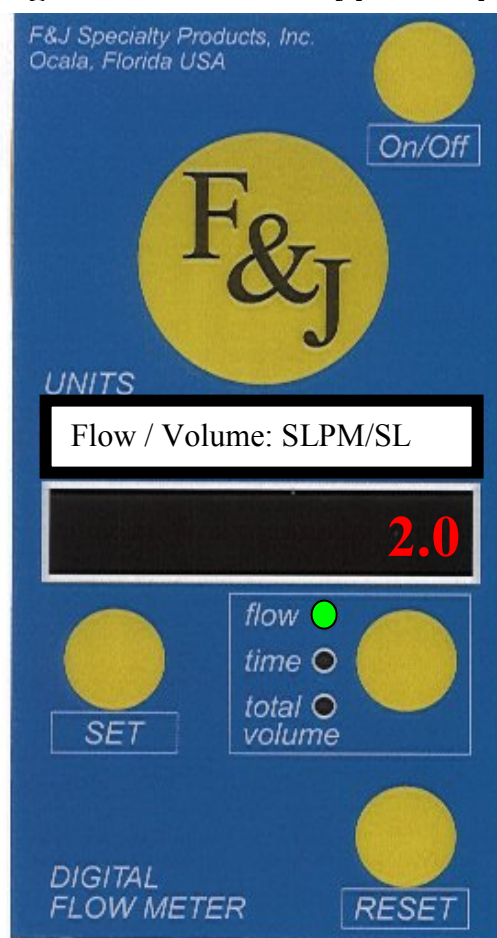 F&J Specialty Products, Inc.
Ocala, Florida USA
On/Off
F&J
UNITS
Flow / Volume: SLPM/SL
2.0
flow
time
total
volume
SET
DIGITAL
FLOW METER
RESET